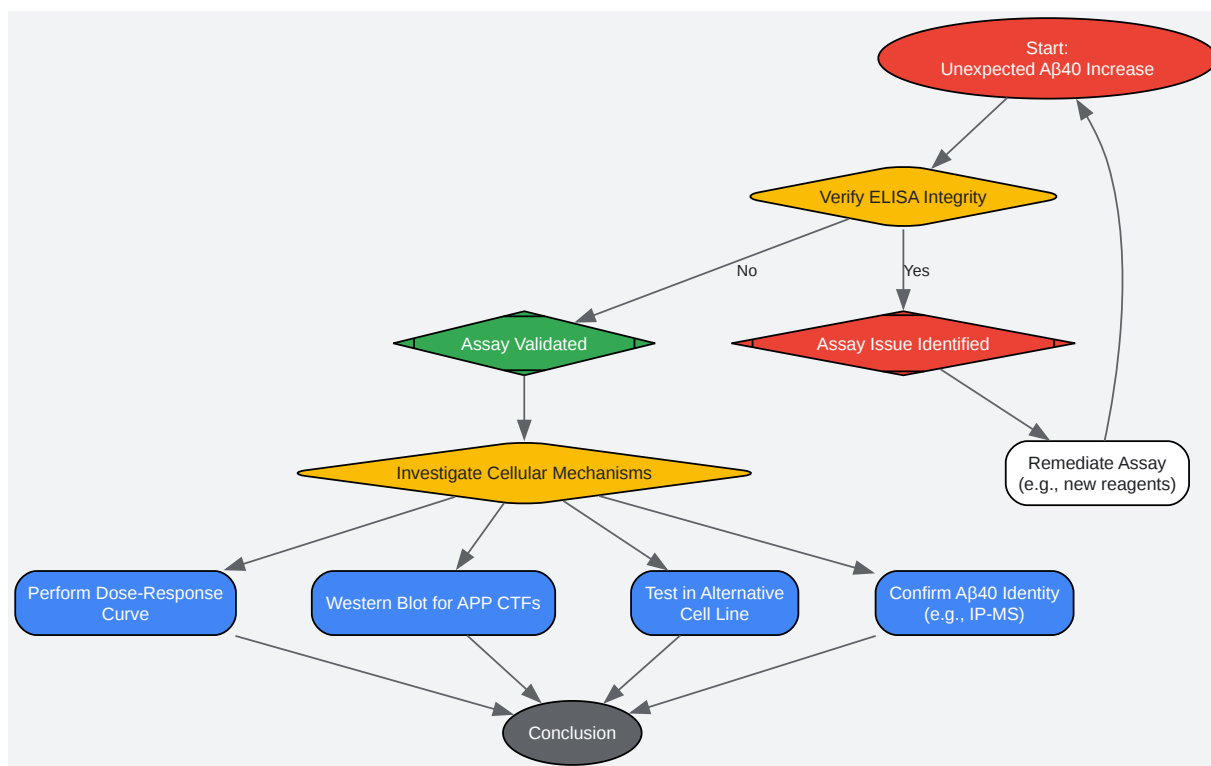 Start:
Unexpected Aβ40 Increase
Verify ELISA Integrity
No
Yes
Assay Validated
Assay Issue Identified
Investigate Cellular Mechanisms
Remediate Assay
(e.g., new reagents)
Perform Dose-Response
Curve
Western Blot for APP CTFs
Test in Alternative
Cell Line
Confirm Aβ40 Identity
(e.g., IP-MS)
Conclusion